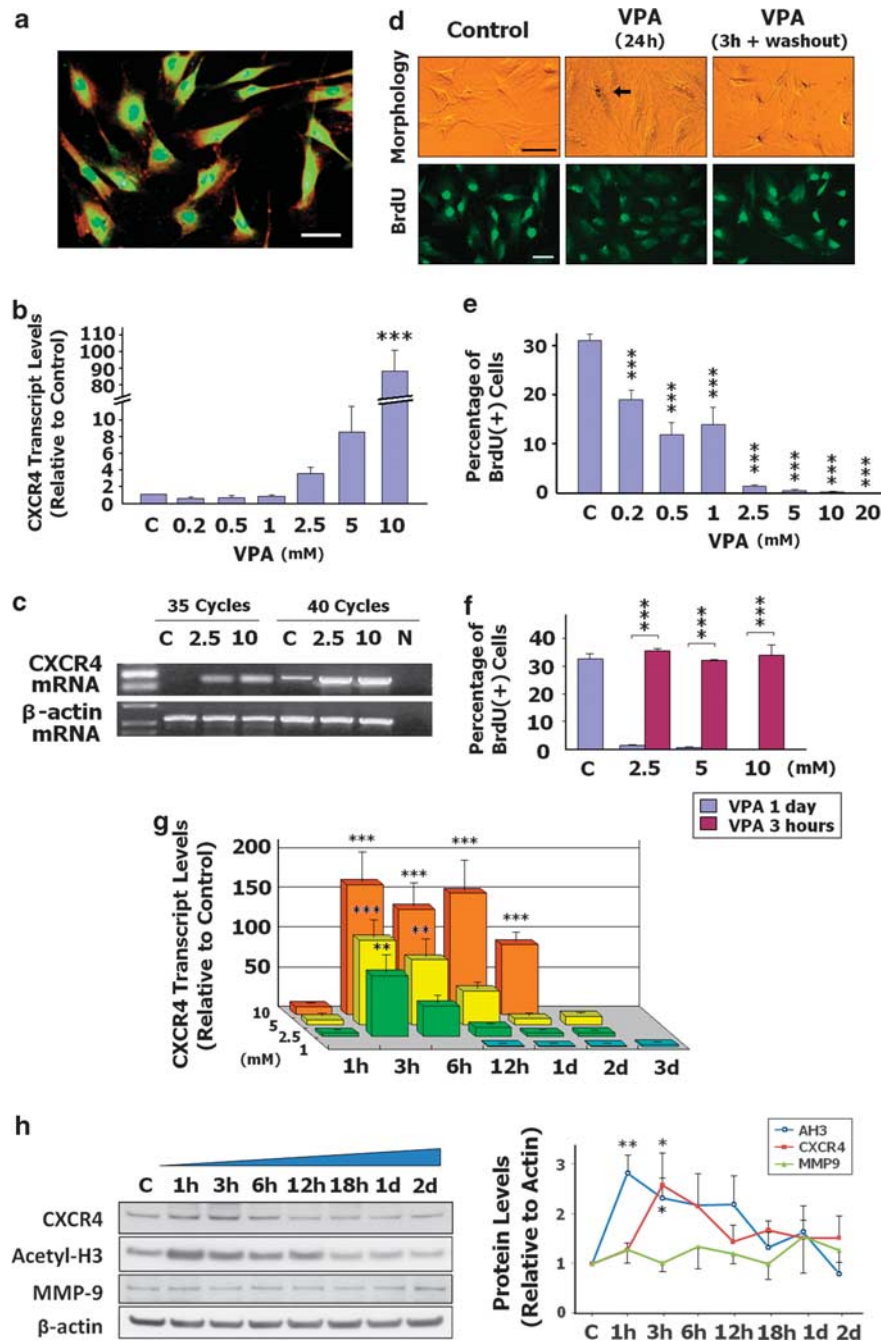 a
d
Control
VPA
(24h)
VPA
(3h + washout)
Morphology
BrdU
b
CXCR4 Transcript Levels
(Relative to Control)
110
100
90
80
10
8
6
4
2
0
***
C 0.2 0.5 1 2.5 5 10
VPA (mM)
e
Percentage of
BrdU(+) Cells
30
20
10
0
***
***
***
***
***
***
***
C 0.2 0.5 1 2.5 5 10 20
VPA (mM)
c
35 Cycles 40 Cycles
C 2.5 10 C 2.5 10 N
CXCR4
mRNA
β-actin
mRNA
f
Percentage of
BrdU(+) Cells
40
30
20
10
0
***
***
***
C 2.5 5 10 (mM)
VPA 1 day
VPA 3 hours
g
CXCR4 Transcript Levels
(Relative to Control)
200
150
100
50
*** *** *** ***
*** **
**
10
5
2.5
1
(mM)
1h 3h 6h 12h 1d 2d 3d
h
C 1h 3h 6h 12h 18h 1d 2d
CXCR4
Acetyl-H3
MMP-9
β-actin
Protein Levels
(Relative to Actin)
3
2
1
0
** *
*
AH3
CXCR4
MMP9
C 1h 3h 6h 12h 18h 1d 2d